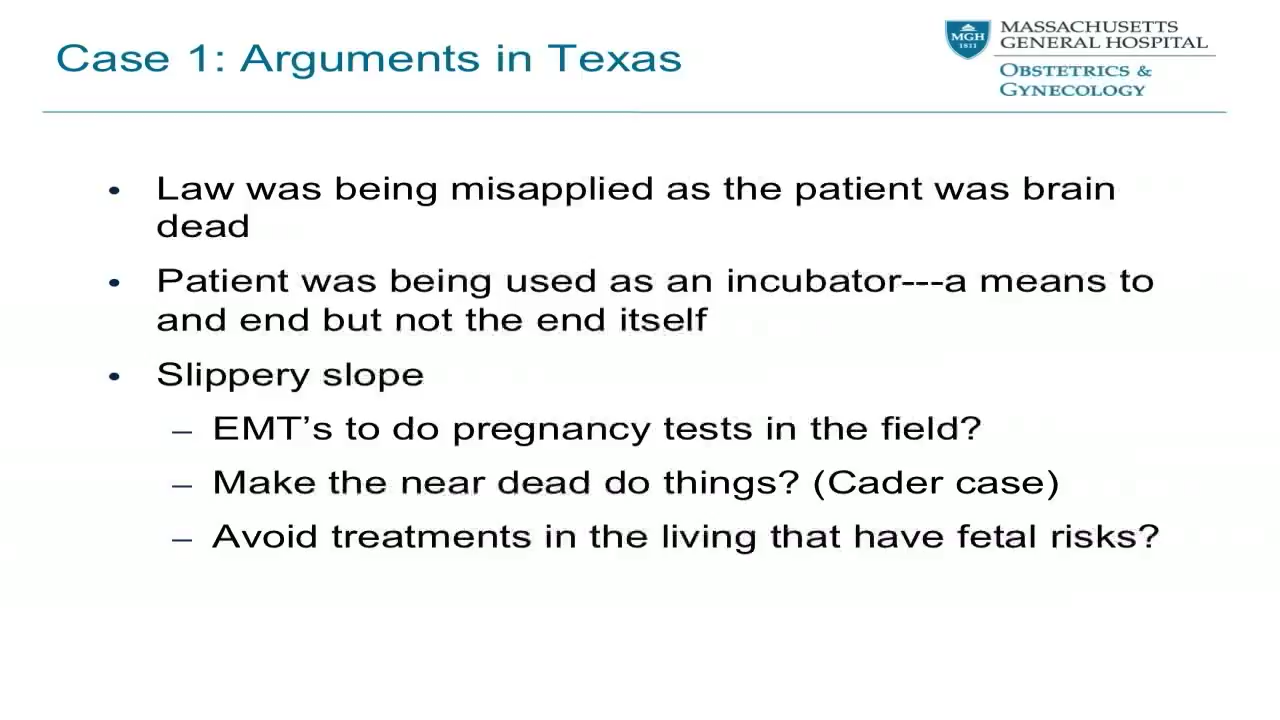 Case 1: Arguments in Texas
MGH
1811
MASSACHUSETTS
GENERAL HOSPITAL
OBSTETRICS &
GYNECOLOGY
• Law was being misapplied as the patient was brain
dead
• Patient was being used as an incubator---a means to
and end but not the end itself
• Slippery slope
– EMT’s to do pregnancy tests in the field?
– Make the near dead do things? (Cader case)
– Avoid treatments in the living that have fetal risks?